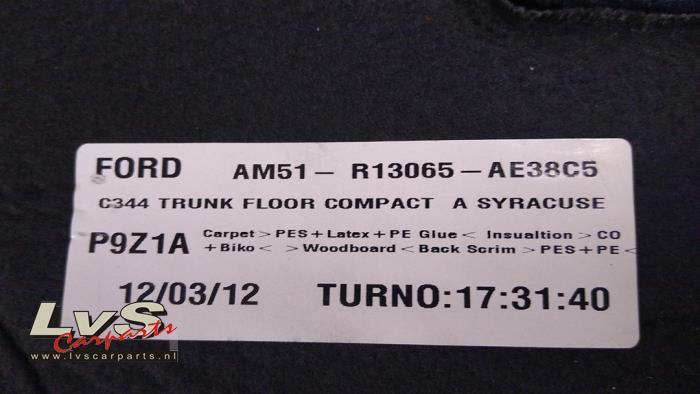 FORD AM51- R13065-AE38C5
C344 TRUNK FLOOR COMPACT A SYRACUSE
P9Z1A Carpet> PES+Latex+PE Glue< Insualtion> CO
+Biko< >Woodboard<Back Scrim>PES+PE<
12/03/12 TURNO:17:31:40
LvS
Carparts
www.lvscarparts.nl